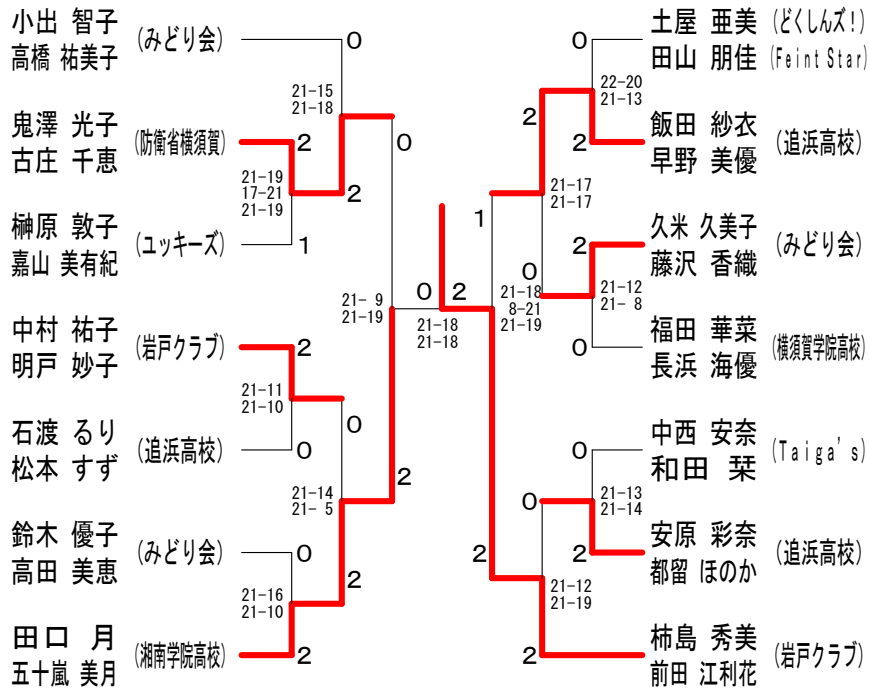 小出 智子
高橋 祐美子
(みどり会)
0
21-15
21-18
鬼澤 光子
古庄 千恵
(防衛省横須賀)
2
0
21-19
17-21
21-19
2
榊原 敦子
嘉山 美有紀
(ユッキーズ)
1
21- 9
21-19
中村 祐子
明戸 妙子
(岩戸クラブ)
2
21-11
21-10
0
石渡 るり
松本 すず
(追浜高校)
0
2
21-14
21- 5
鈴木 優子
高田 美恵
(みどり会)
0
21-16
21-10
2
田口 月
五十嵐 美月
(湘南学院高校)
2
0
2
21-18
21-18
0
土屋 亜美
(どくしんズ!)
田山 朋佳
(Feint Star)
22-20
21-13
2
2
飯田 紗衣
早野 美優
(追浜高校)
21-17
21-17
1
2
久米 久美子
藤沢 香織
(みどり会)
0
21-12
21- 8
21-18
8-21
21-19
0
福田 華菜
長浜 海優
(横須賀学院高校)
0
中西 安奈
和田 栞
(Taiga's)
0
21-13
21-14
2
2
安原 彩奈
都留 ほのか
(追浜高校)
21-12
21-19
2
柿島 秀美
前田 江利花
(岩戸クラブ)